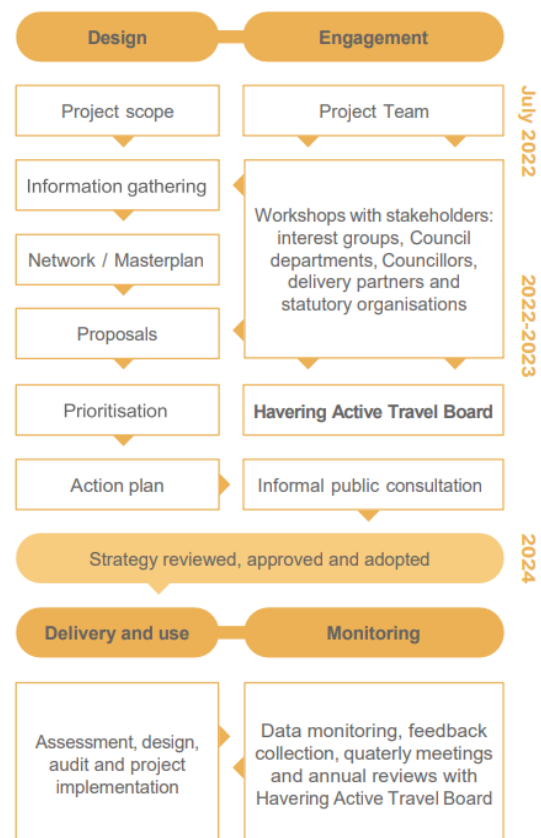 Design
Engagement
Project scope
Project Team
July 2022
Information gathering
Workshops with stakeholders:
interest groups, Council
departments, Councillors,
delivery partners and
statutory organisations
Network / Masterplan
2022-2023
Proposals
Prioritisation
Havering Active Travel Board
Action plan
Informal public consultation
Strategy reviewed, approved and adopted
2024
Delivery and use
Monitoring
Assessment, design,
audit and project
implementation
Data monitoring, feedback
collection, quaterly meetings
and annual reviews with
Havering Active Travel Board